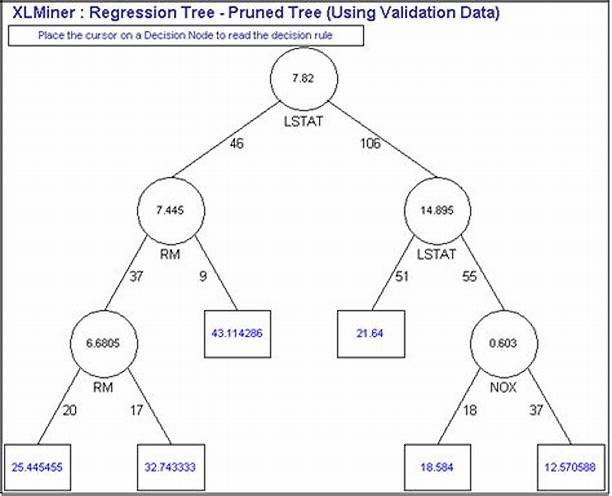 XLMiner : Regression Tree - Pruned Tree (Using Validation Data)
Place the cursor on a Decision Node to read the decision rule
7.82
LSTAT
46 106
7.445 14.895
RM LSTAT
37 9 51 55
43.114286 21.64
6.6805 0.603
RM NOX
20 17 18 37
25.445455 32.743333 18.584 12.570588